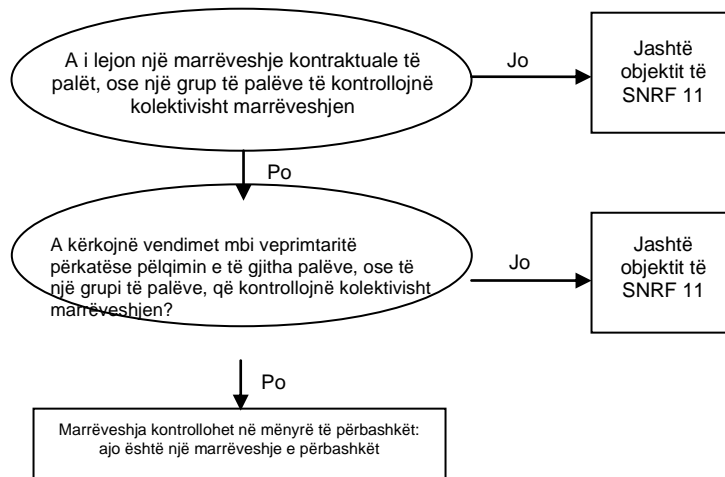 A i lejon një marrëveshje kontraktuale të
palët, ose një grup të palëve të kontrollojnë
kolektivisht marrëveshjen
Jo
Jashtë
objektit të
SNRF 11
Po
A kërkojnë vendimet mbi veprimtaritë
përkatëse pëlqimin e të gjitha palëve, ose të
një grupi të palëve, që kontrollojnë kolektivisht
marrëveshjen?
Jo
Jashtë
objektit të
SNRF 11
Po
Marrëveshja kontrollohet në mënyrë të përbashkët:
ajo është një marrëveshje e përbashkët